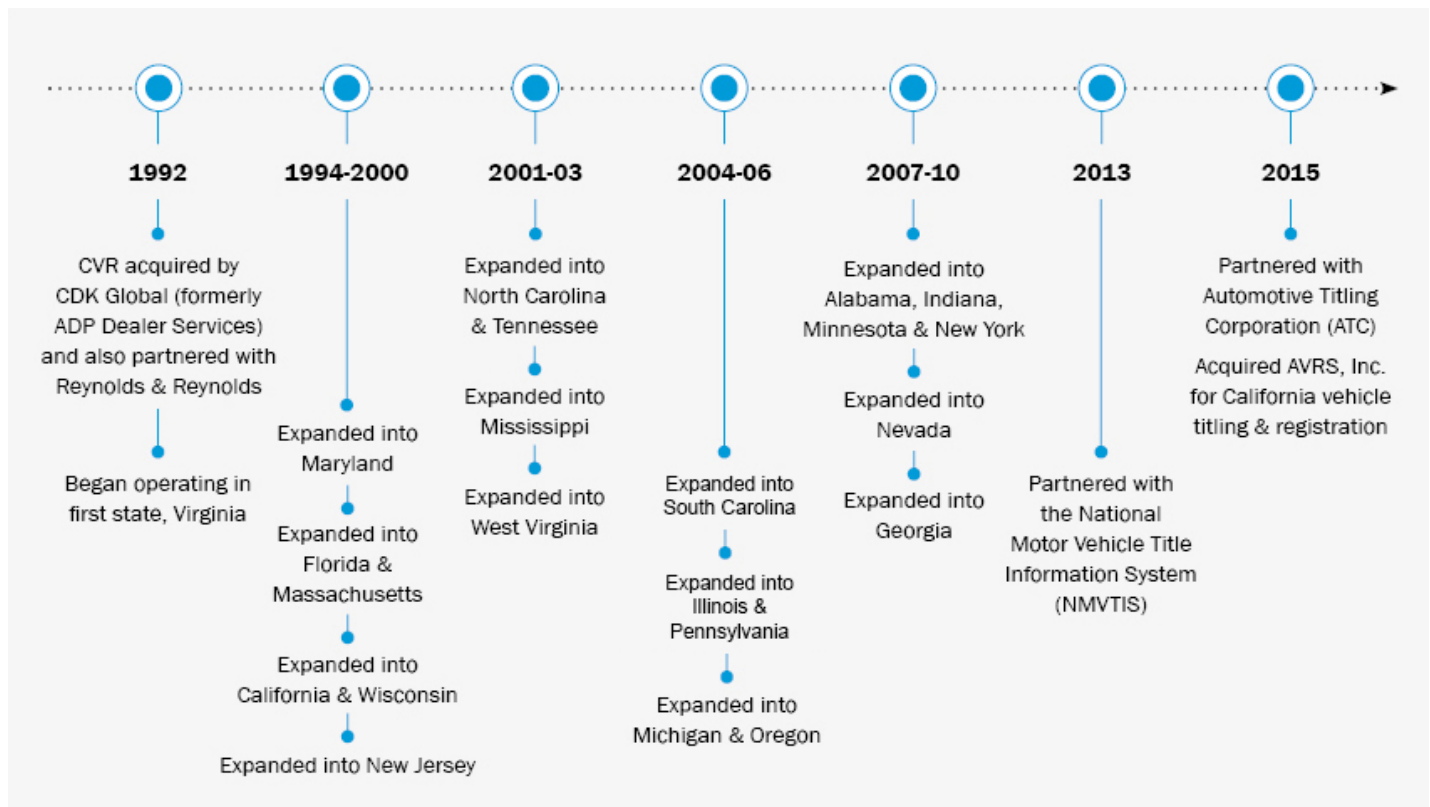 1992
CVR acquired by
CDK Global (formerly
ADP Dealer Services)
and also partnered with
Reynolds & Reynolds
Began operating in
first state, Virginia
1994-2000
Expanded into
Maryland
Expanded into
Florida &
Massachusetts
Expanded into
California & Wisconsin
Expanded into New Jersey
2001-03
Expanded into
North Carolina
& Tennessee
Expanded into
Mississippi
Expanded into
West Virginia
2004-06
Expanded into
South Carolina
Expanded into
Illinois &
Pennsylvania
Expanded into
Michigan & Oregon
2007-10
Expanded into
Alabama, Indiana,
Minnesota & New York
Expanded into
Nevada
Expanded into
Georgia
2013
Partnered with
the National
Motor Vehicle Title
Information System
(NMVTIS)
2015
Partnered with
Automotive Titling
Corporation (ATC)
Acquired AVRS, Inc.
for California vehicle
titling & registration